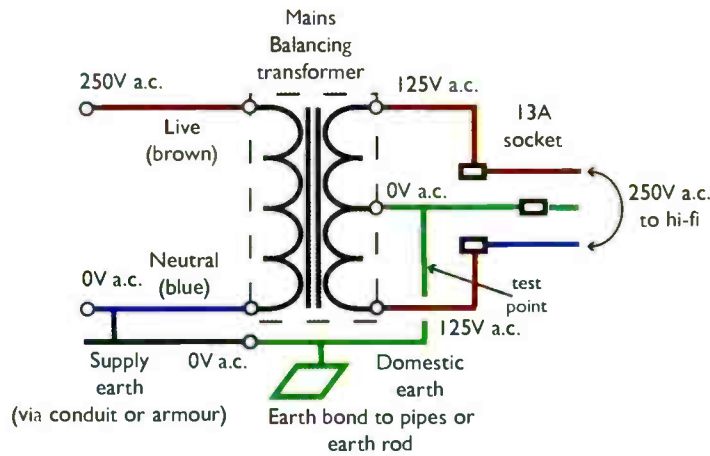 Mains
Balancing
transformer
250V a.c.
125V a.c.
13A
socket
Live
(brown)
0V a.c.
250V a.c.
to hi-fi
Neutral
(blue)
0V a.c.
test
point
125V a.c.
Supply
earth
(via conduit or armour)
0V a.c.
Domestic
earth
Earth bond to pipes or
earth rod